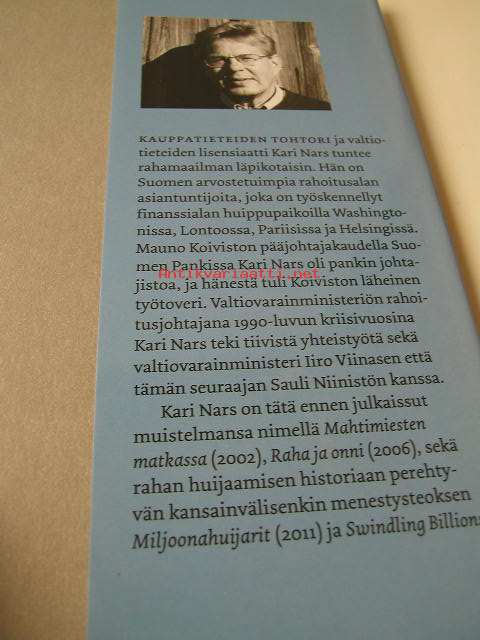 KAUPPATIETEIDEN TOHTORI ja valtio-
tieteiden lisensiaatti Kari Nars tuntee
rahamaailman läpikotaisin. Hän on
Suomen arvostetuimpia rahoitusalan
asiantuntijoita, joka on työskennellyt
finanssialan huippupaikoilla Washingto-
nissa, Lontoossa, Pariisissa ja Helsingissä.
Mauno Koiviston pääjohtajakaudella Suo-
men Pankissa Kari Nars oli pankin johta-
Antikvariaatti.net
jistoa, ja hänestä tuli Koiviston läheinen
työtoveri. Valtiovarainministeriön rahoi-
tusjohtajana 1990-luvun kriisivuosina
Kari Nars teki tiivistä yhteistyötä sekä
valtiovarainministeri Iiro Viinasen että
tämän seuraajan Sauli Niinistön kanssa.
Kari Nars on tätä ennen julkaissut
muistelmansa nimellä Mahtimiesten
matkassa (2002), Raha ja onni (2006), sekä
rahan huijaamisen historiaan perehty-
vän kansainvälisenkin menestysteoksen
Miljoonahuijarit (2011) ja Swindling Billions